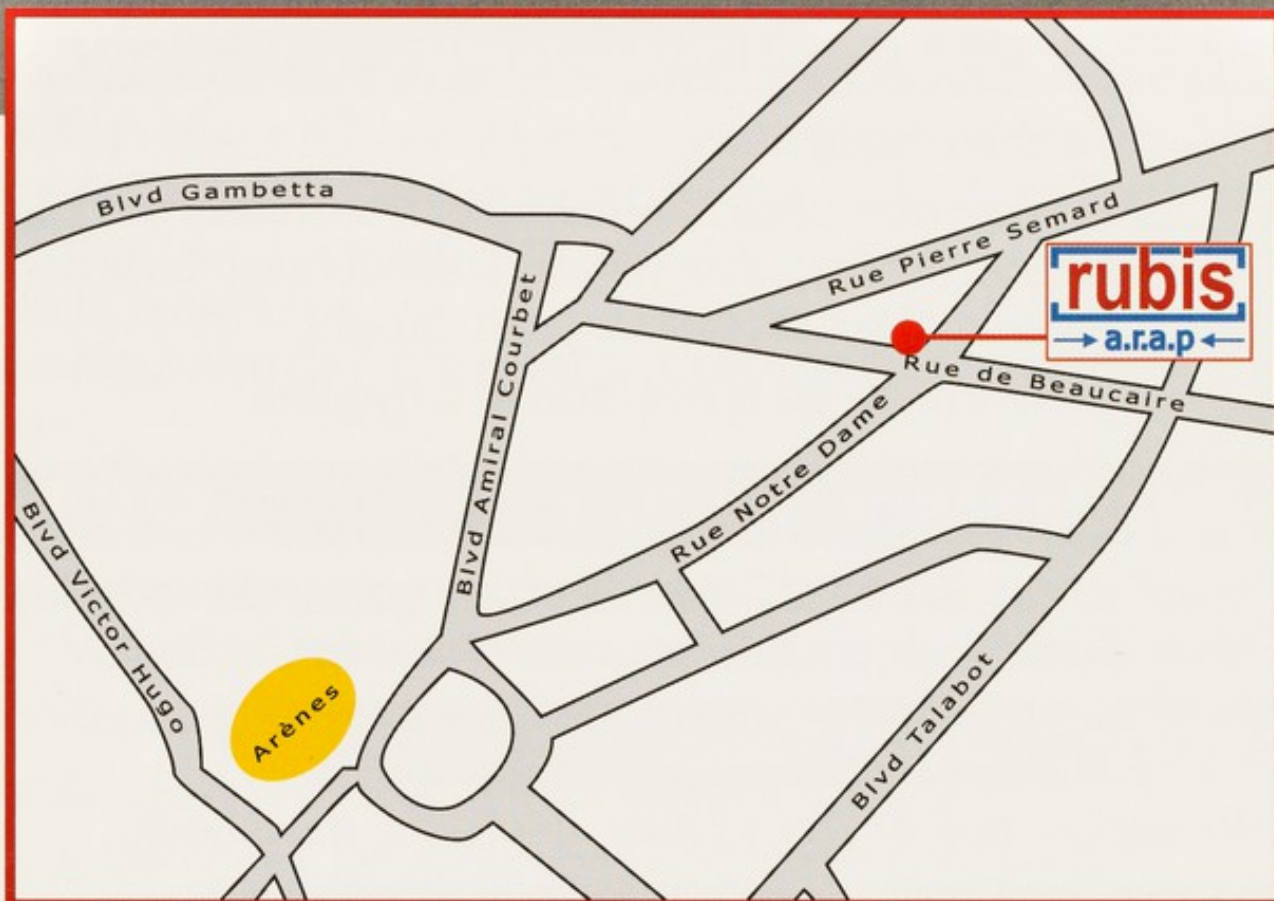 Blvd Gambetta
Rue Pierre Semard
rubis
a.r.a.p
Blvd Amiral Courbet
Rue de Beaucaire
Rue Notre Dame
Blvd Victor Hugo
Arènes
Blvd Talabot